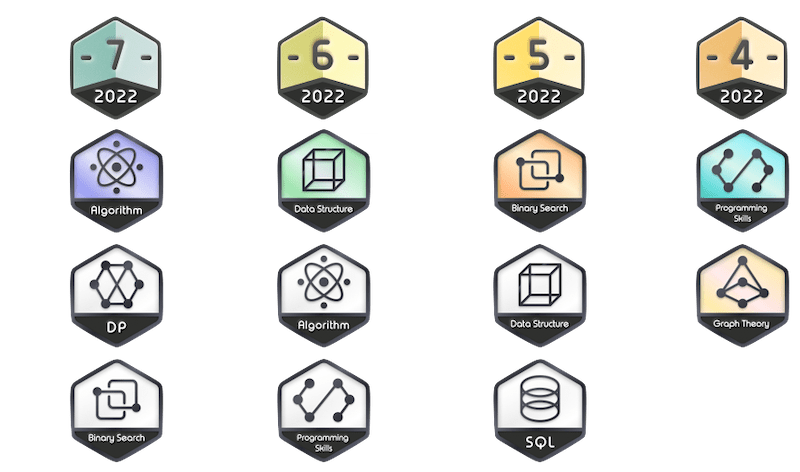 - 7 -
2022
- 6 -
2022
- 5 -
2022
- 4 -
2022
Algorithm
Data Structure
Binary Search
Programming
Skills
DP
Algorithm
Data Structure
Graph Theory
Binary Search
Programming
Skills
SQL